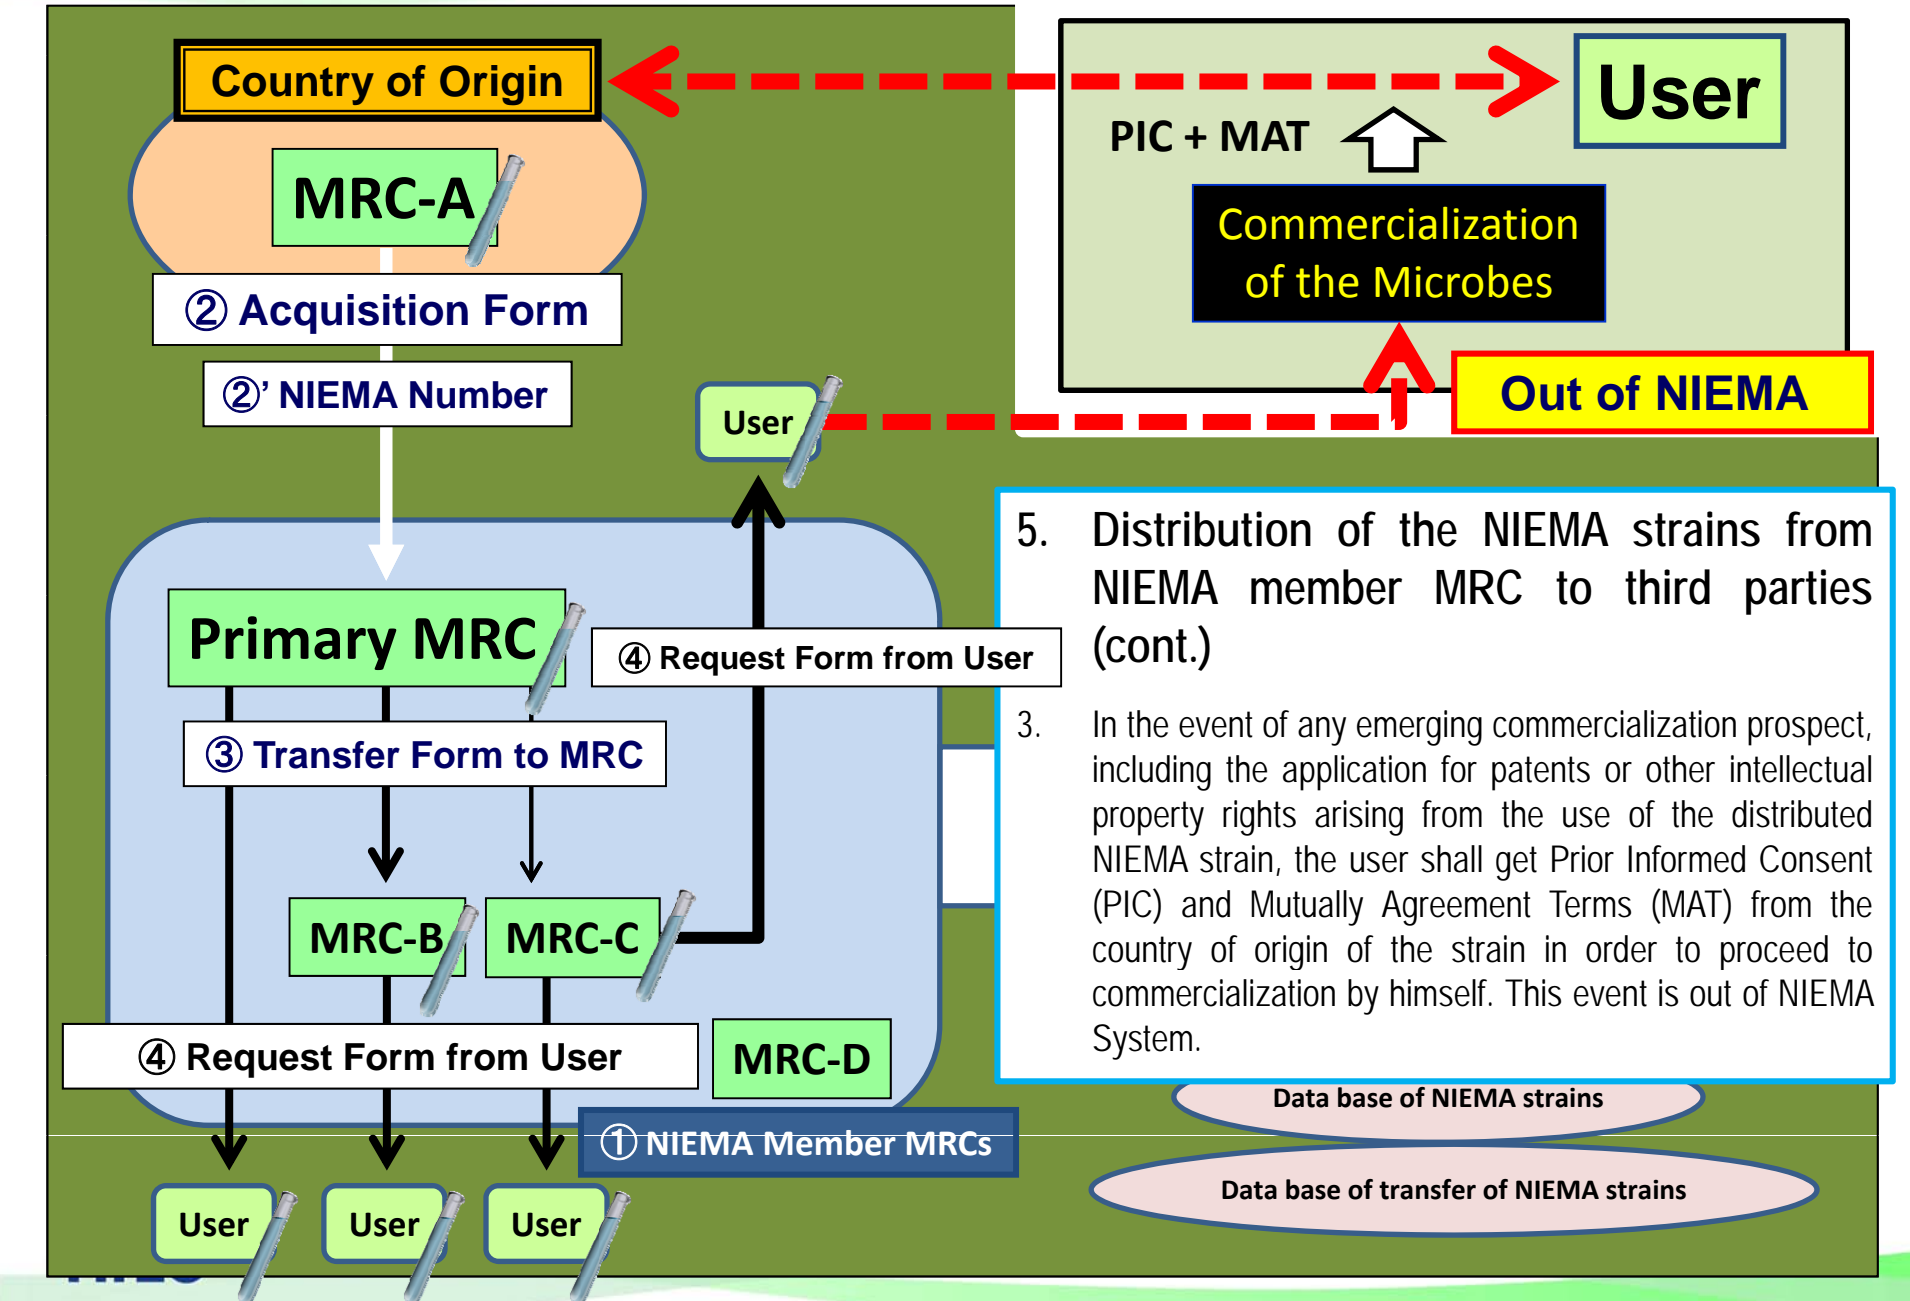 Country of Origin
User
PIC + MAT
MRC-A
Commercialization
of the Microbes
② Acquisition Form
②’ NIEMA Number
Out of NIEMA
User
5. Distribution of the NIEMA strains from
NIEMA member MRC to third parties
(cont.)
Primary MRC
④ Request Form from User
③ Transfer Form to MRC
3. In the event of any emerging commercialization prospect,
including the application for patents or other intellectual
property rights arising from the use of the distributed
NIEMA strain, the user shall get Prior Informed Consent
(PIC) and Mutually Agreement Terms (MAT) from the
country of origin of the strain in order to proceed to
commercialization by himself. This event is out of NIEMA
System.
MRC-B
MRC-C
④ Request Form from User
MRC-D
Data base of NIEMA strains
① NIEMA Member MRCs
Data base of transfer of NIEMA strains
User
User
User